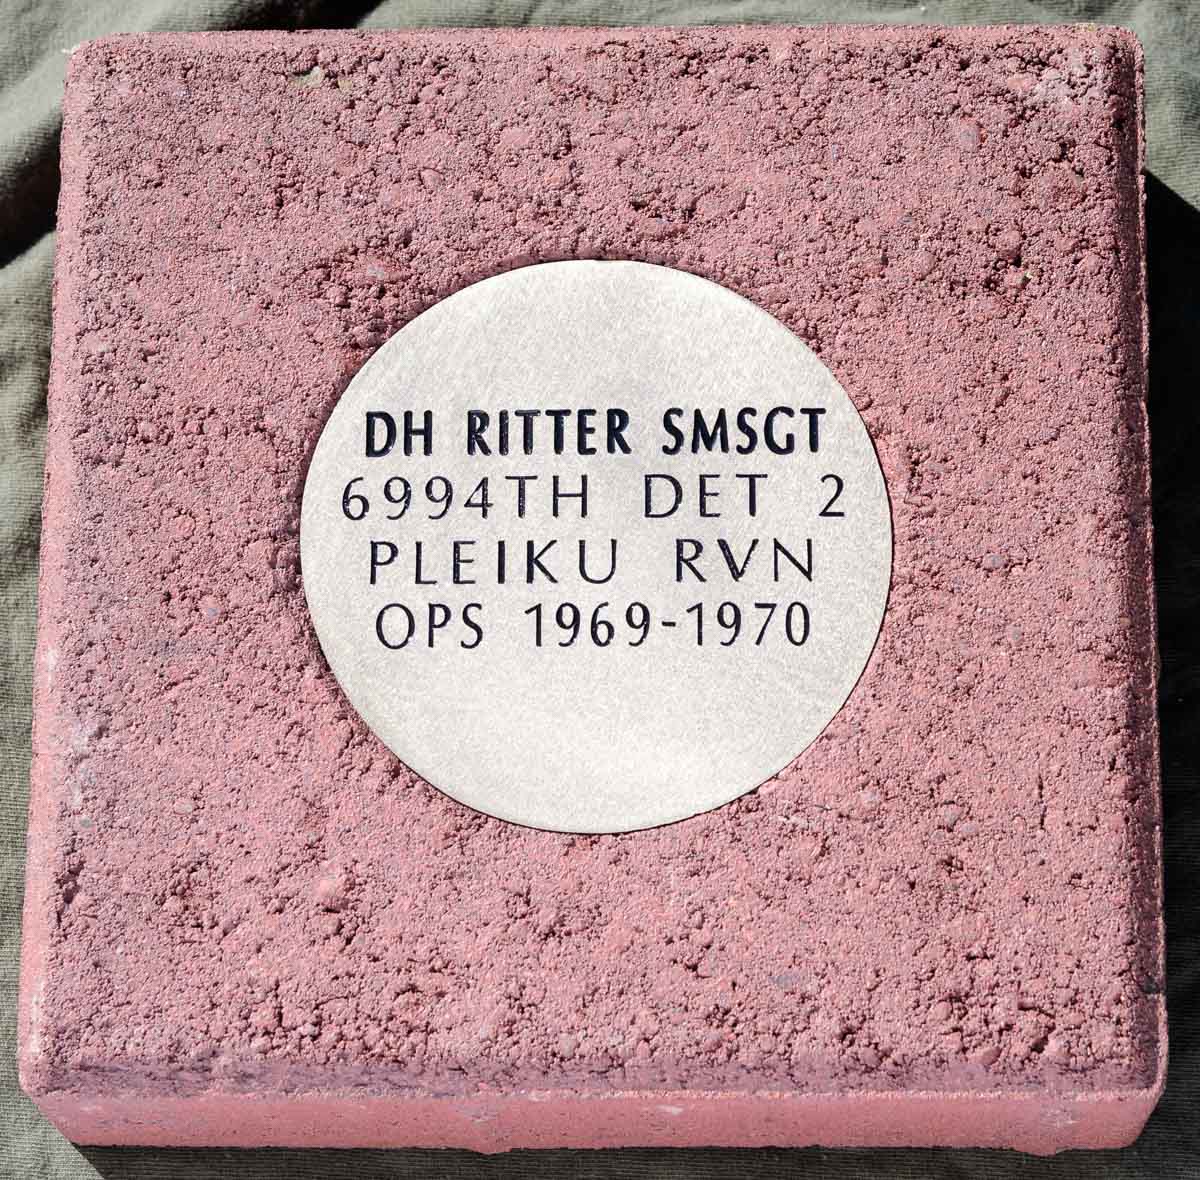 DH RITTER SMSGT
6994TH DET 2
PLEIKU RVN
OPS 1969-1970